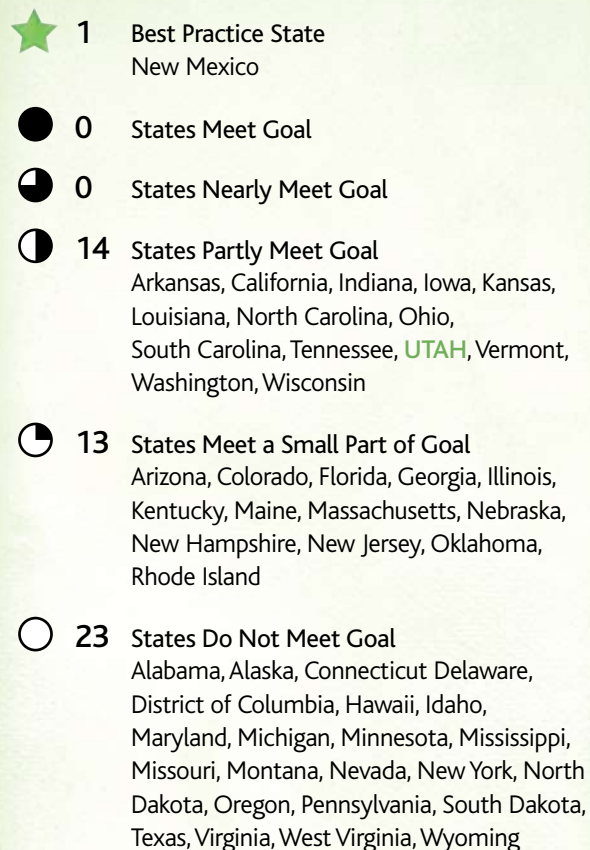 1 Best Practice State
New Mexico
0 States Meet Goal
0 States Nearly Meet Goal
14 States Partly Meet Goal
Arkansas, California, Indiana, Iowa, Kansas,
Louisiana, North Carolina, Ohio,
South Carolina, Tennessee, UTAH, Vermont,
Washington, Wisconsin
13 States Meet a Small Part of Goal
Arizona, Colorado, Florida, Georgia, Illinois,
Kentucky, Maine, Massachusetts, Nebraska,
New Hampshire, New Jersey, Oklahoma,
Rhode Island
23 States Do Not Meet Goal
Alabama, Alaska, Connecticut Delaware,
District of Columbia, Hawaii, Idaho,
Maryland, Michigan, Minnesota, Mississippi,
Missouri, Montana, Nevada, New York, North
Dakota, Oregon, Pennsylvania, South Dakota,
Texas, Virginia, West Virginia, Wyoming